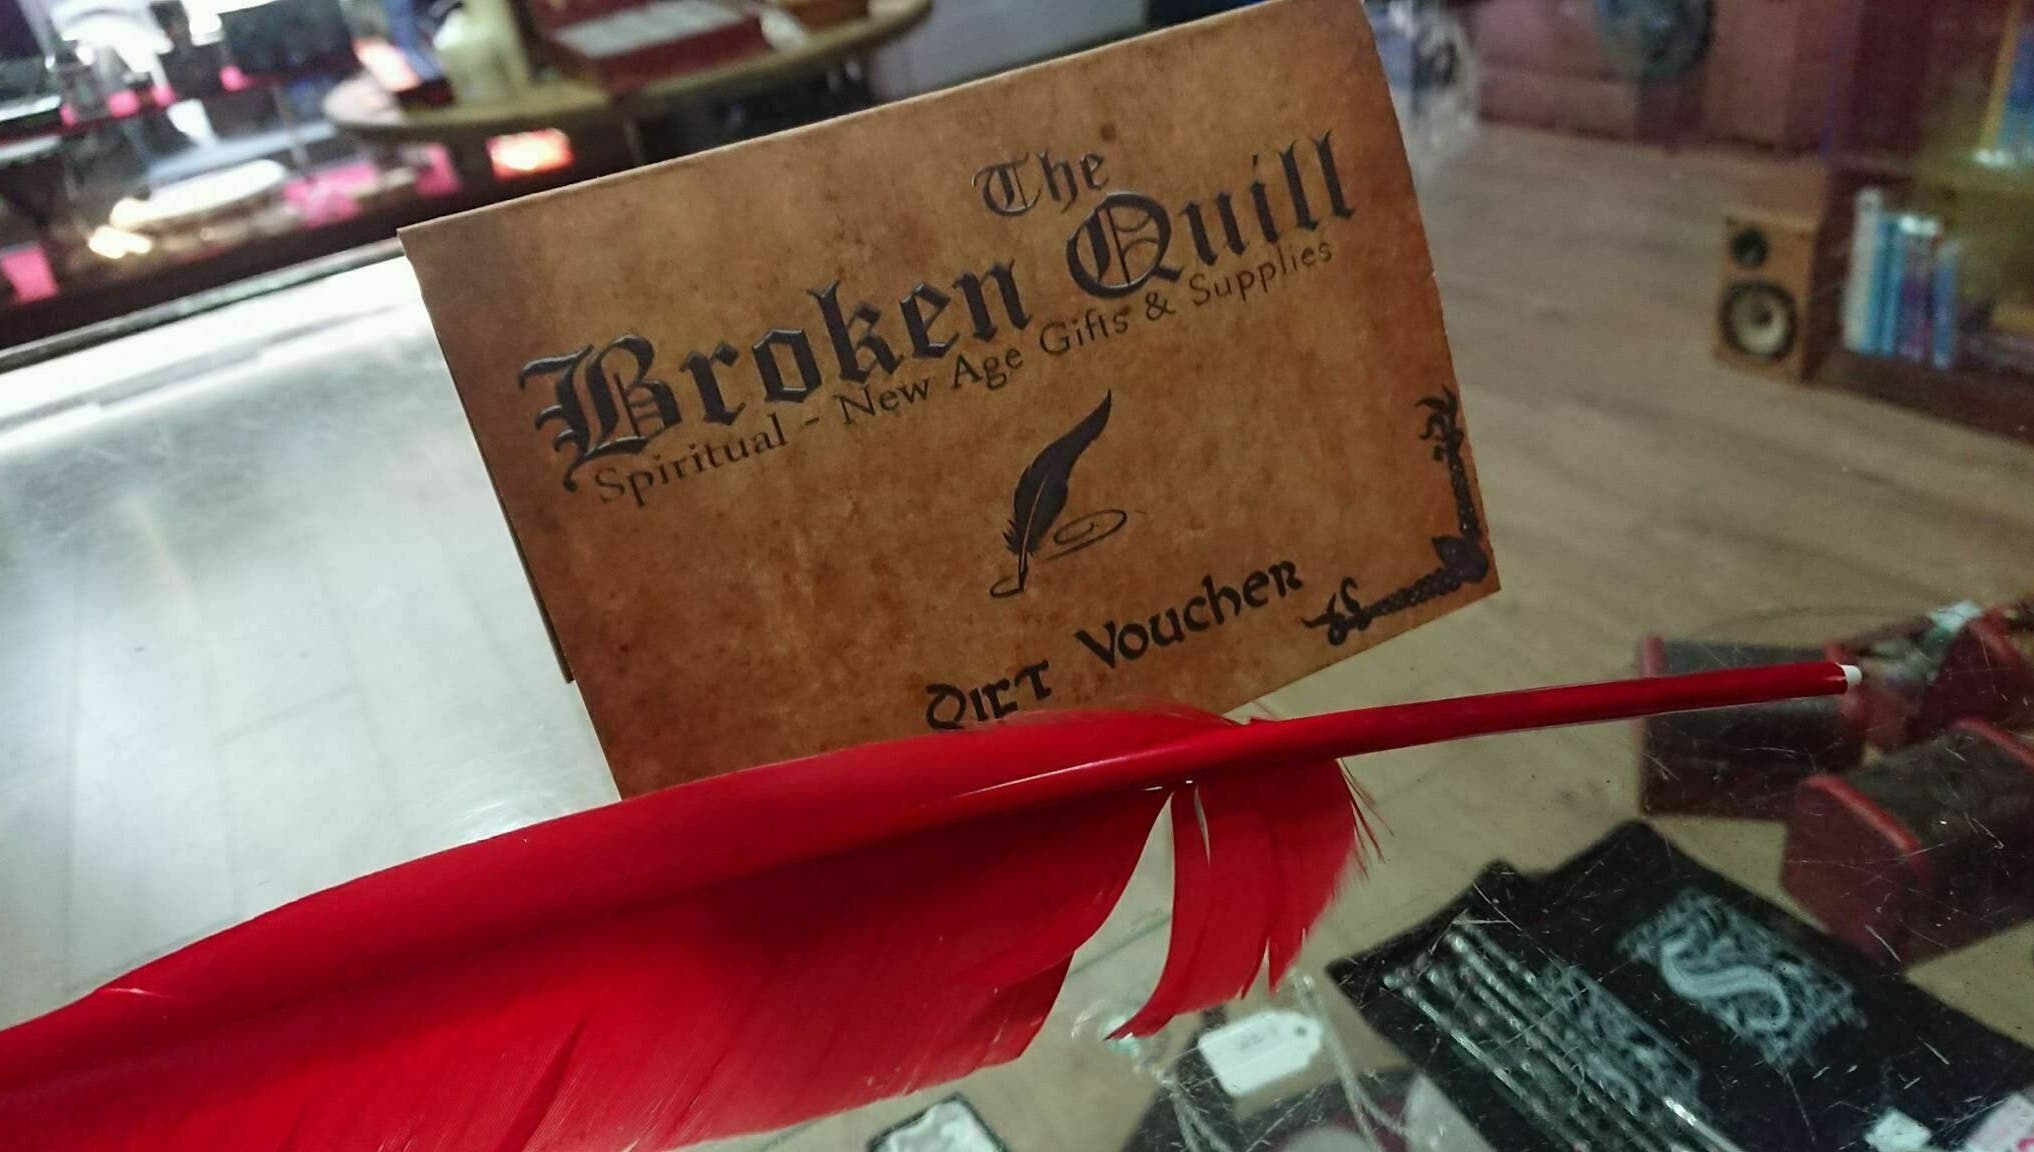 The
Broken Quill
Spiritual - New Age Gifts & Supplies
Gift Voucher